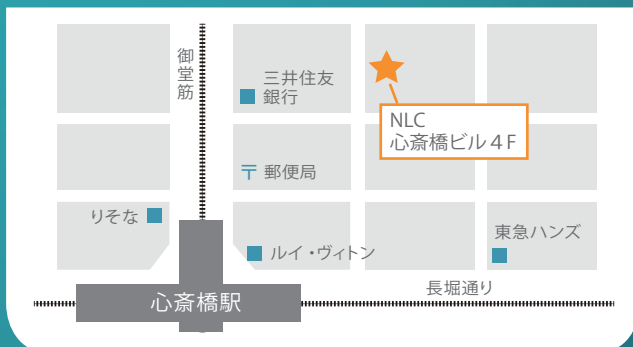 御堂筋
三井住友
銀行
NLC
心斎橋ビル4F
〒 郵便局
りそな
ルイ・ヴィトン
東急ハンズ
長堀通り
心斎橋駅